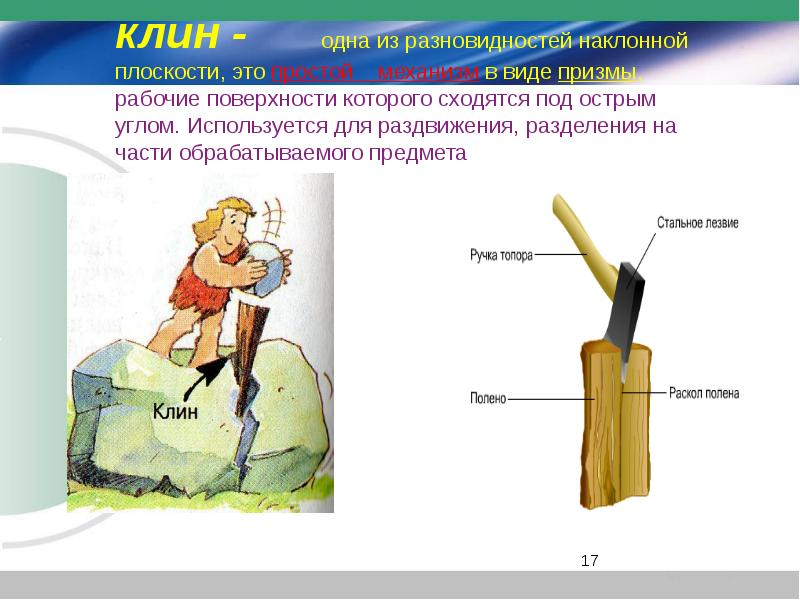 клин - одна из разновидностей наклонной
плоскости, это простой механизм в виде призмы,
рабочие поверхности которого сходятся под острым
углом. Используется для раздвижения, разделения на
части обрабатываемого предмета
Клин
Стальное лезвие
Ручка топора
Полено
Раскол полена
17